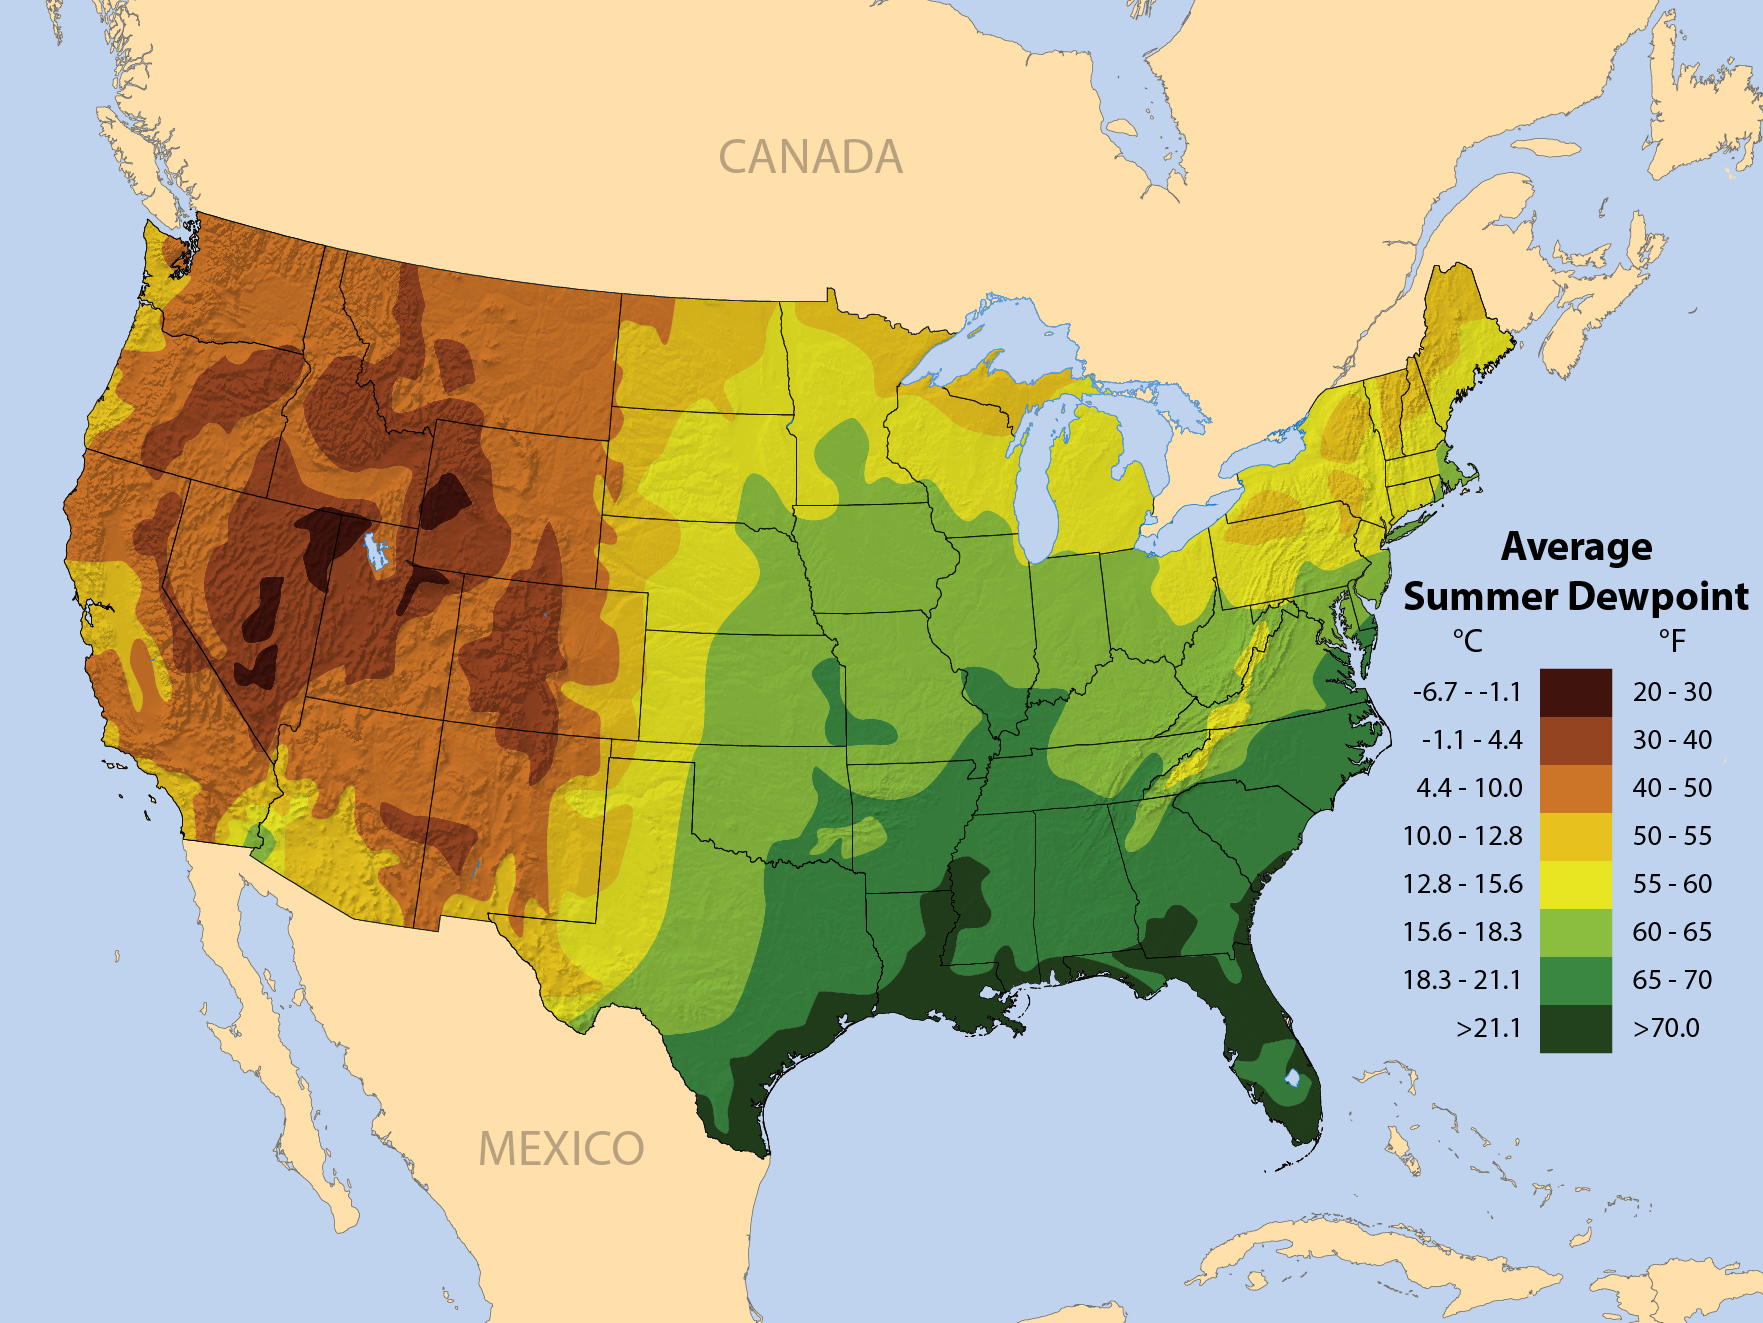 CANADA
Average
Summer Dewpoint
°C °F
-6.7 - -1.1 20 - 30
-1.1 - 4.4 30 - 40
4.4 - 10.0 40 - 50
10.0 - 12.8 50 - 55
12.8 - 15.6 55 - 60
15.6 - 18.3 60 - 65
18.3 - 21.1 65 - 70
>21.1 >70.0
MEXICO